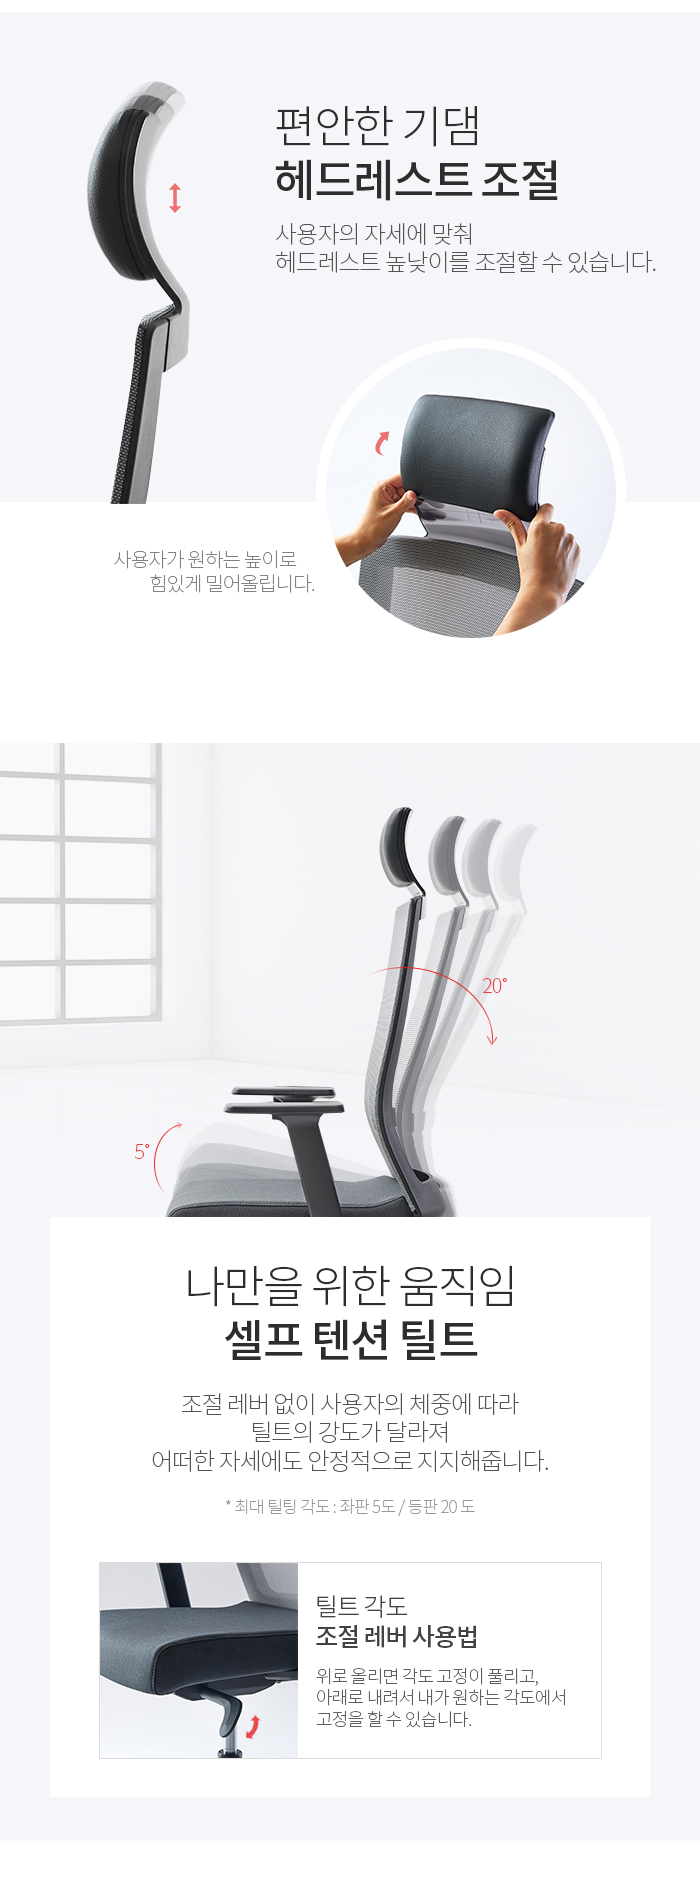 편안한 기댐
헤드레스트 조절
사용자의 자세에 맞춰
헤드레스트 높낮이를 조절할 수 있습니다.
사용자가 원하는 높이로
힘있게 밀어올립니다.
20°
5°
나만을 위한 움직임
셀프 텐션 틸트
조절 레버 없이 사용자의 체중에 따라
틸트의 강도가 달라져
어떠한 자세에도 안정적으로 지지해줍니다.
* 최대 틸팅 각도 : 좌판 5도 / 등판 20 도
틸트 각도
조절 레버 사용법
위로 올리면 각도 고정이 풀리고,
아래로 내려서 내가 원하는 각도에서
고정을 할 수 있습니다.